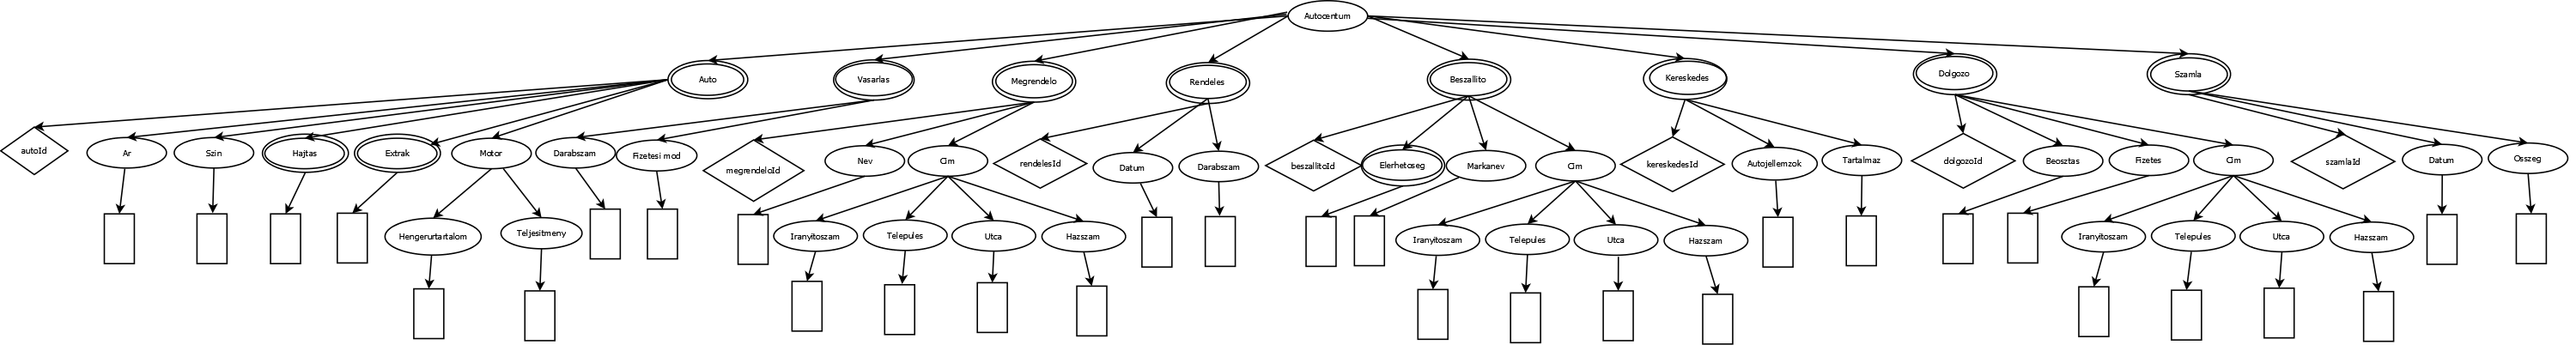 Autocentum
Auto
Vasarlas
Megrendelo
Rendeles
Beszallito
Kereskedes
Dolgozo
Szamla
autoId
Ar
Szin
Hajtas
Extrak
Motor
Darabszam
Fizetesi mod
megrendeloId
Nev
Cim
rendelesId
Datum
Darabszam
beszallitoId
Elerhetoseg
Markanev
Cim
kereskedesId
Autojellemzok
Tartalmaz
dolgozoId
Beosztas
Fizetes
Cim
szamlaId
Datum
Osszeg
Hengerurtartalom
Teljesitmeny
Iranyitoszam
Telepules
Utca
Hazszam
Iranyitoszam
Telepules
Utca
Hazszam
Iranyitoszam
Telepules
Utca
Hazszam